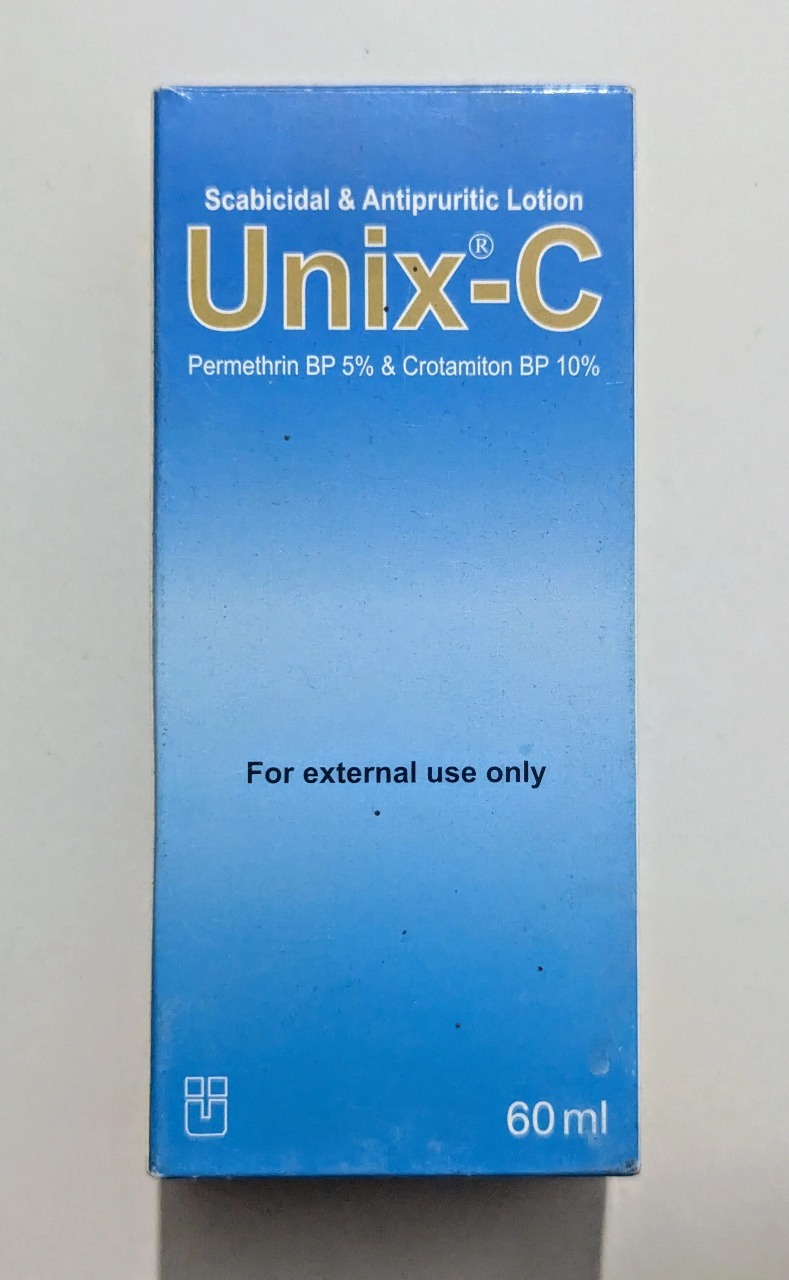 Scabicidal & Antipruritic Lotion
Unix®-C
Permethrin BP 5% & Crotamiton BP 10%
For external use only
60 ml